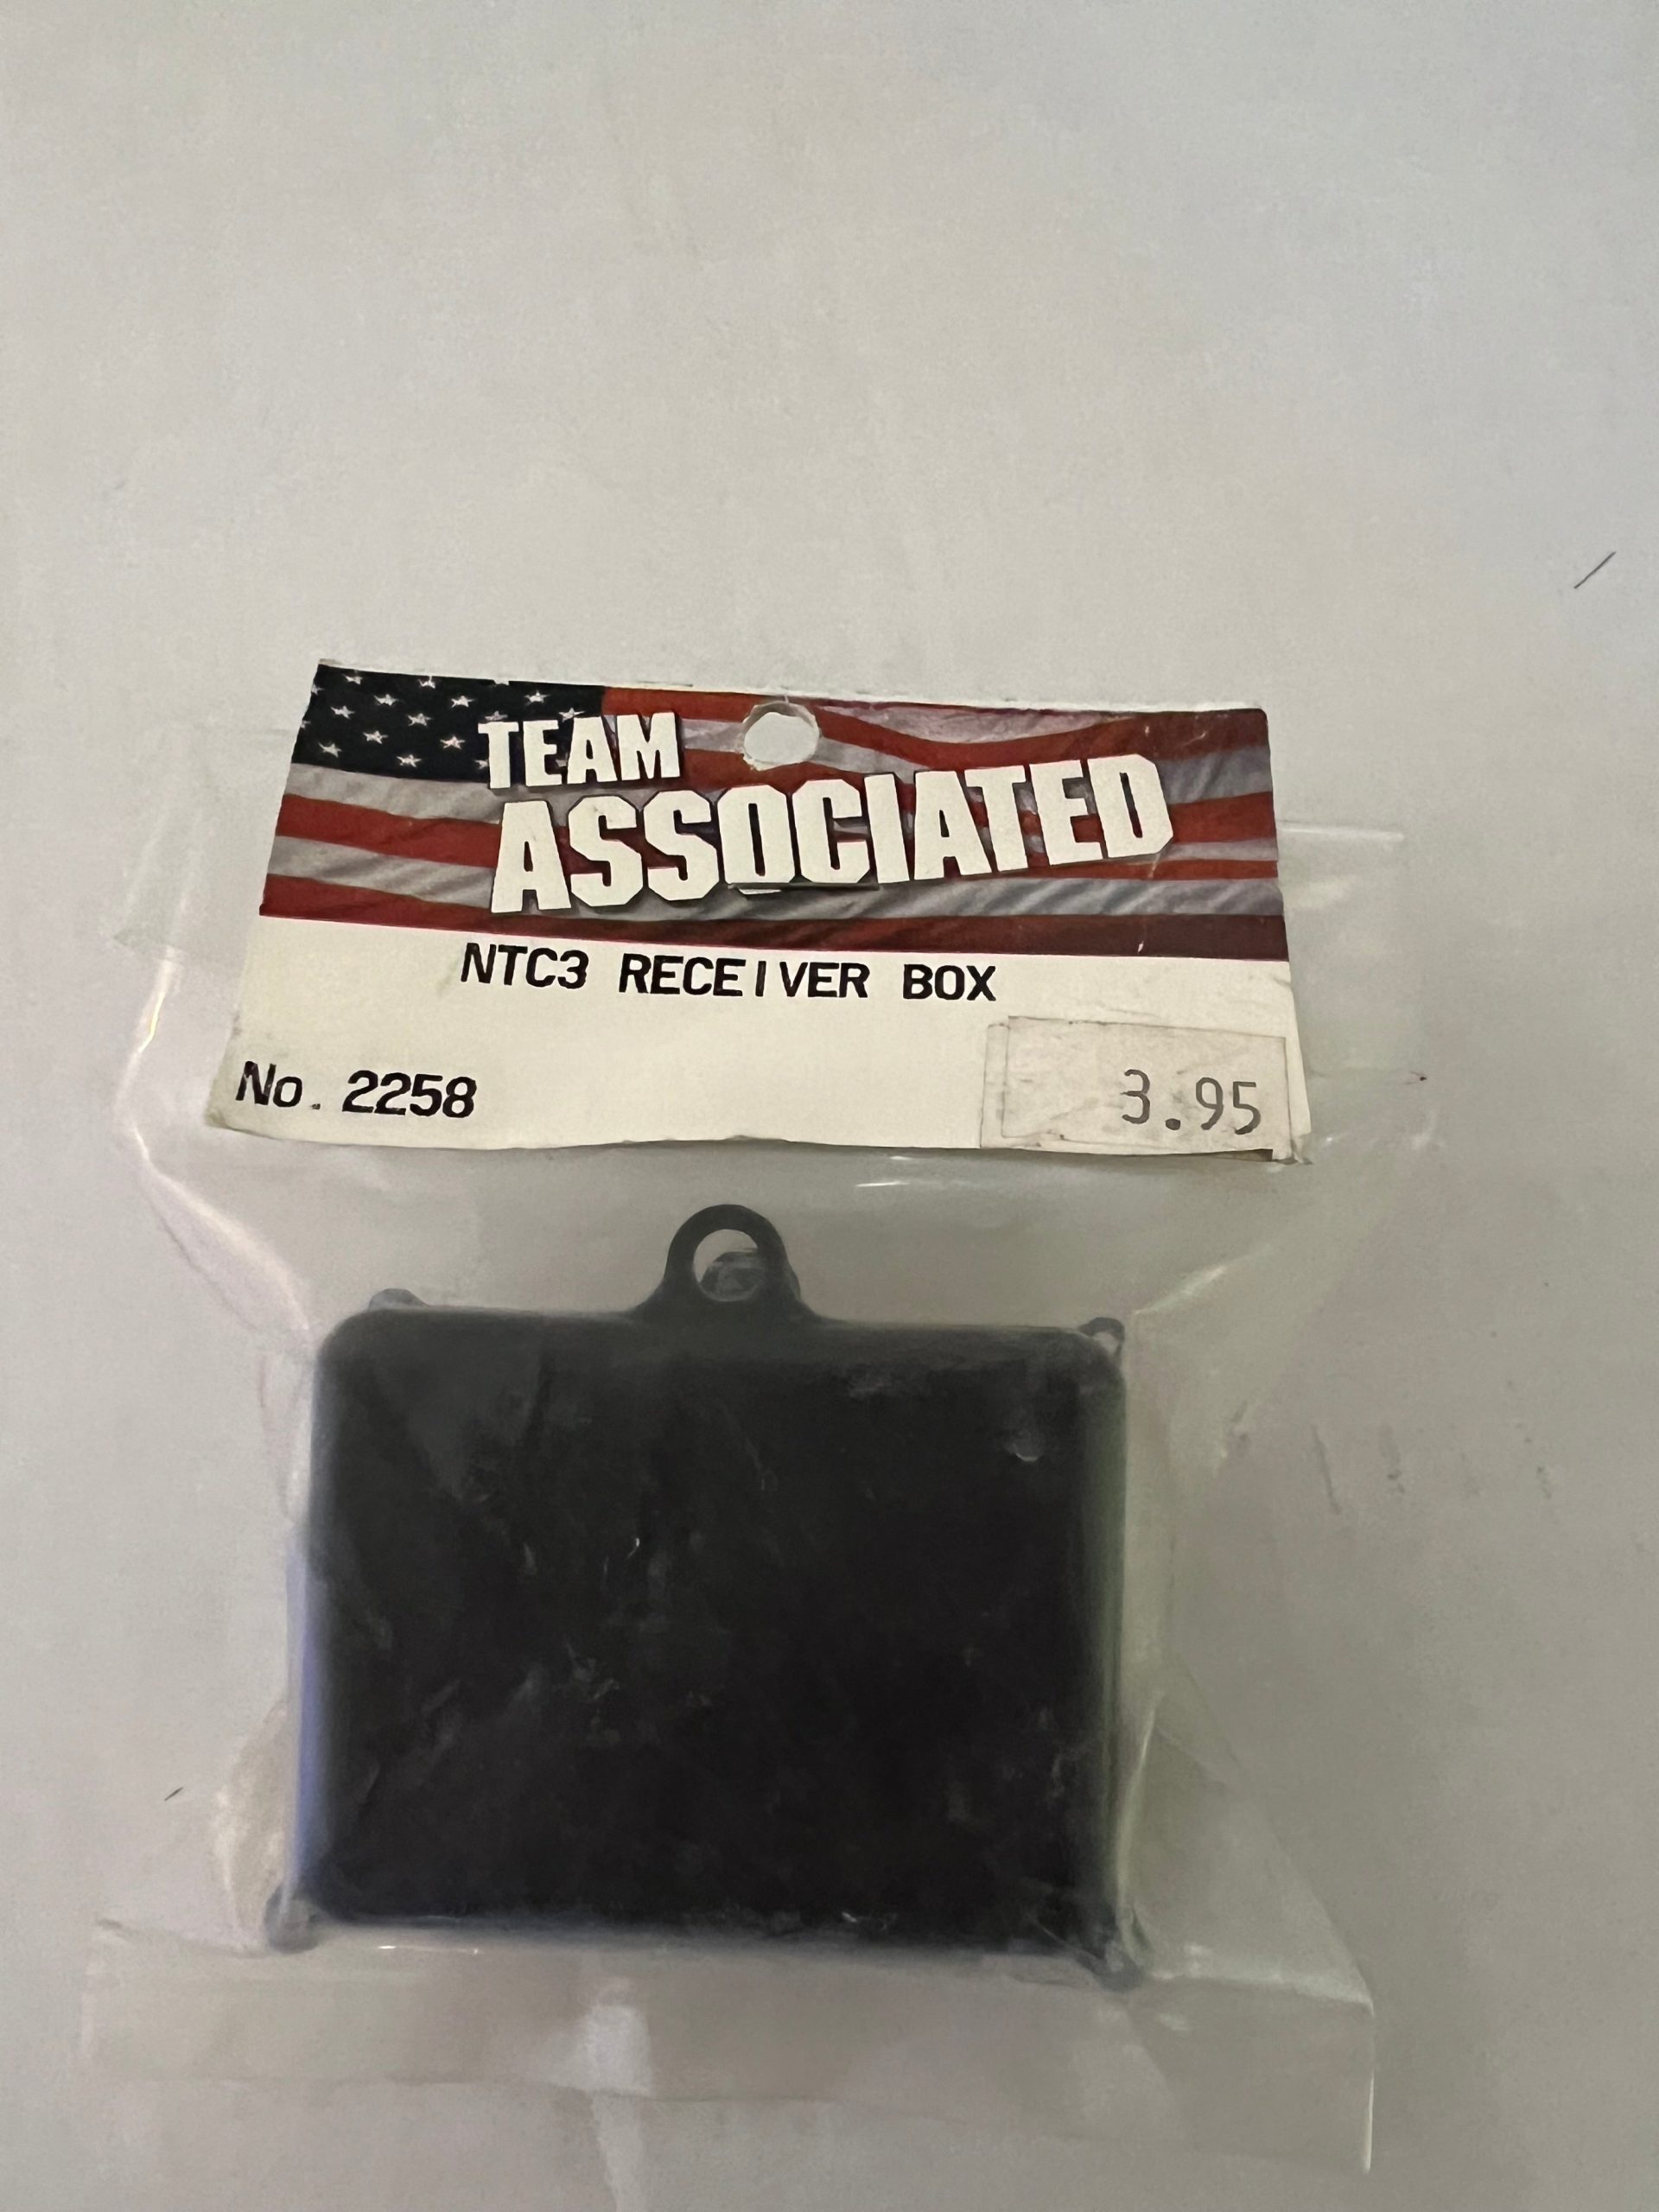 TEAM
ASSOCIATED
NTC3 RECEIVER BOX
No. 2258
3.95